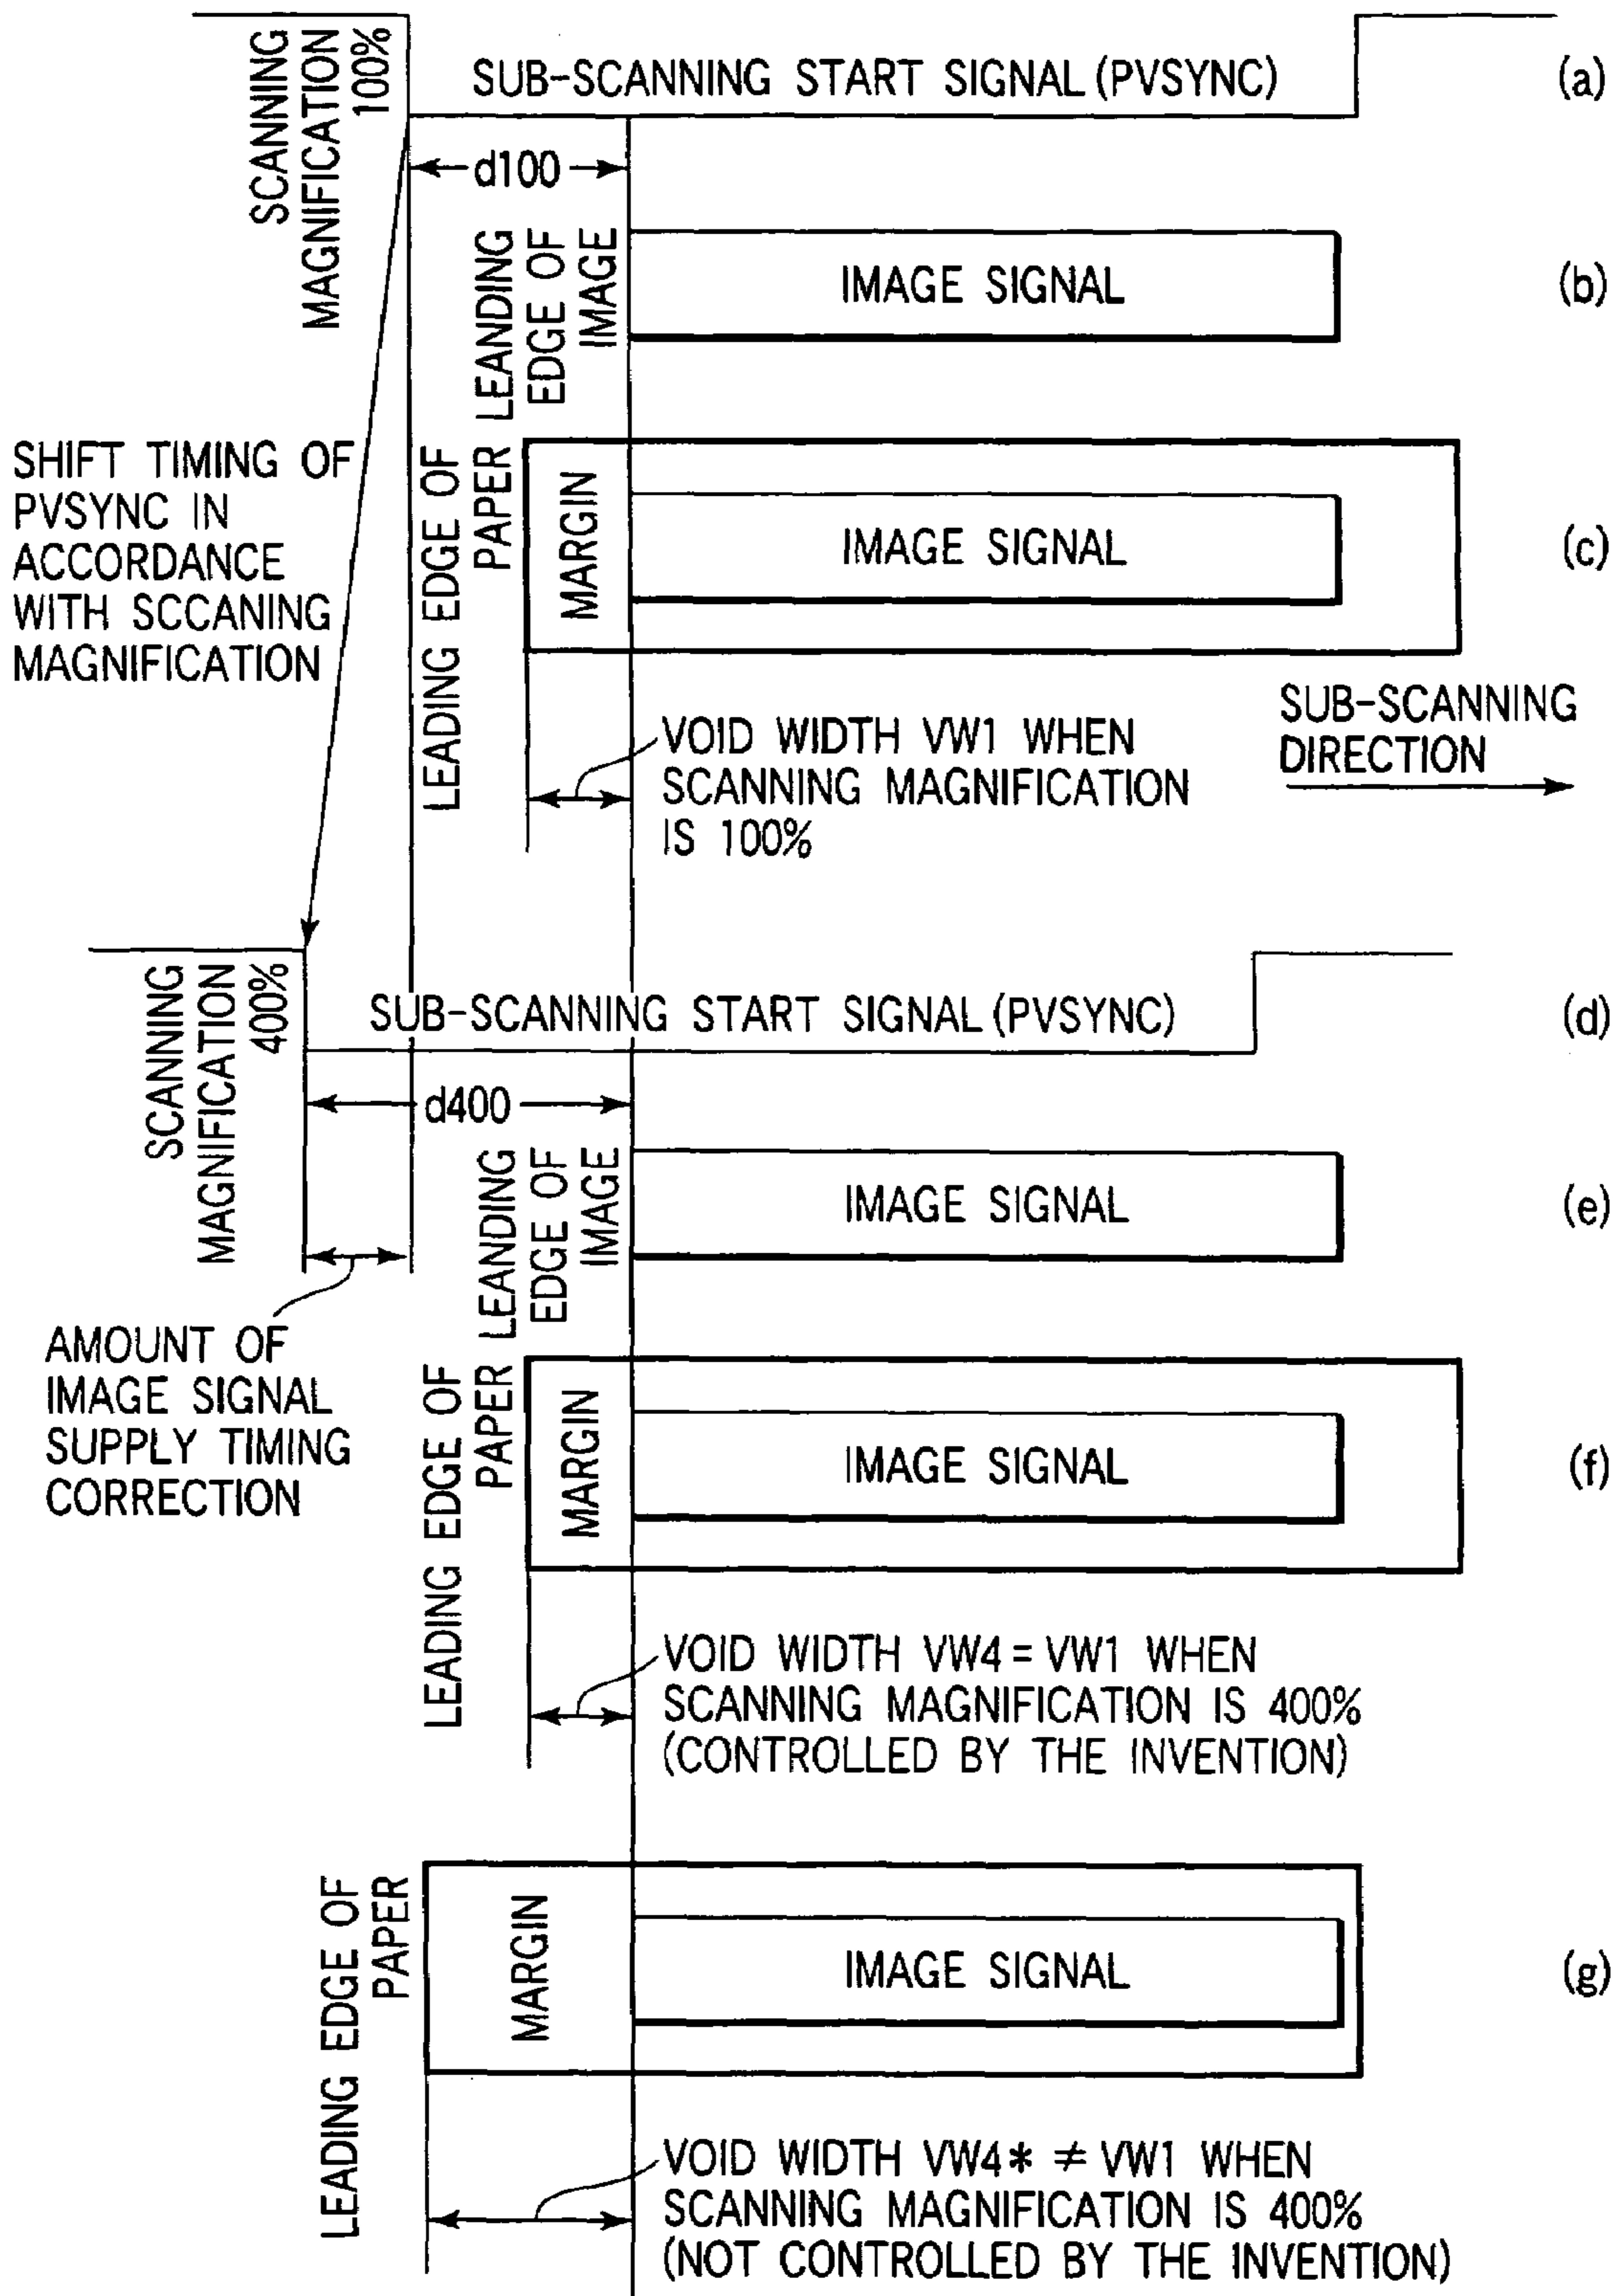 SCANNING
MAGNIFICATION
100%
SUB-SCANNING START SIGNAL (PVSYNC)
(a)
d100
LEANDING
EDGE OF
IMAGE
IMAGE SIGNAL
(b)
SHIFT TIMING OF
PVSYNC IN
ACCORDANCE
WITH SCCANING
MAGNIFICATION
LEADING EDGE OF
PAPER
MARGIN
IMAGE SIGNAL
(c)
VOID WIDTH VW1 WHEN
SCANNING MAGNIFICATION
IS 100%
SUB-SCANNING
DIRECTION
SCANNING
MAGNIFICATION
400%
SUB-SCANNING START SIGNAL (PVSYNC)
(d)
d400
LEANDING
EDGE OF
IMAGE
IMAGE SIGNAL
(e)
AMOUNT OF
IMAGE SIGNAL
SUPPLY TIMING
CORRECTION
LEADING EDGE OF
PAPER
MARGIN
IMAGE SIGNAL
(f)
VOID WIDTH VW4 = VW1 WHEN
SCANNING MAGNIFICATION IS 400%
(CONTROLLED BY THE INVENTION)
LEADING EDGE OF
PAPER
MARGIN
IMAGE SIGNAL
(g)
VOID WIDTH VW4* ≠ VW1 WHEN
SCANNING MAGNIFICATION IS 400%
(NOT CONTROLLED BY THE INVENTION)